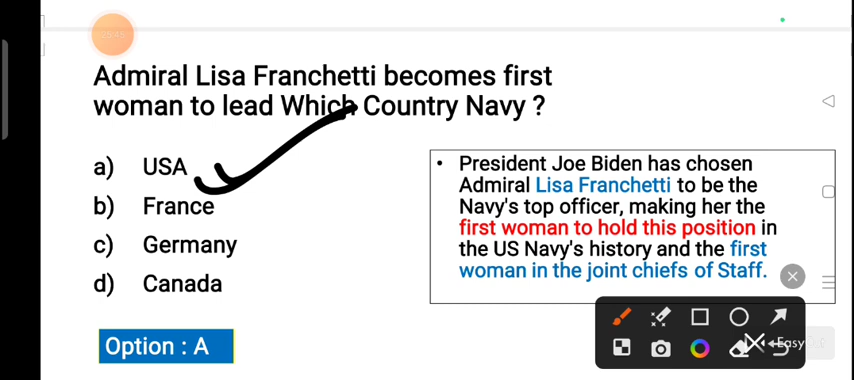 25:45
Admiral Lisa Franchetti becomes first
woman to lead Which Country Navy ?
a) USA
b) France
c) Germany
d) Canada
Option : A
• President Joe Biden has chosen
Admiral Lisa Franchetti to be the
Navy's top officer, making her the
first woman to hold this position in
the US Navy's history and the first
woman in the joint chiefs of Staff.